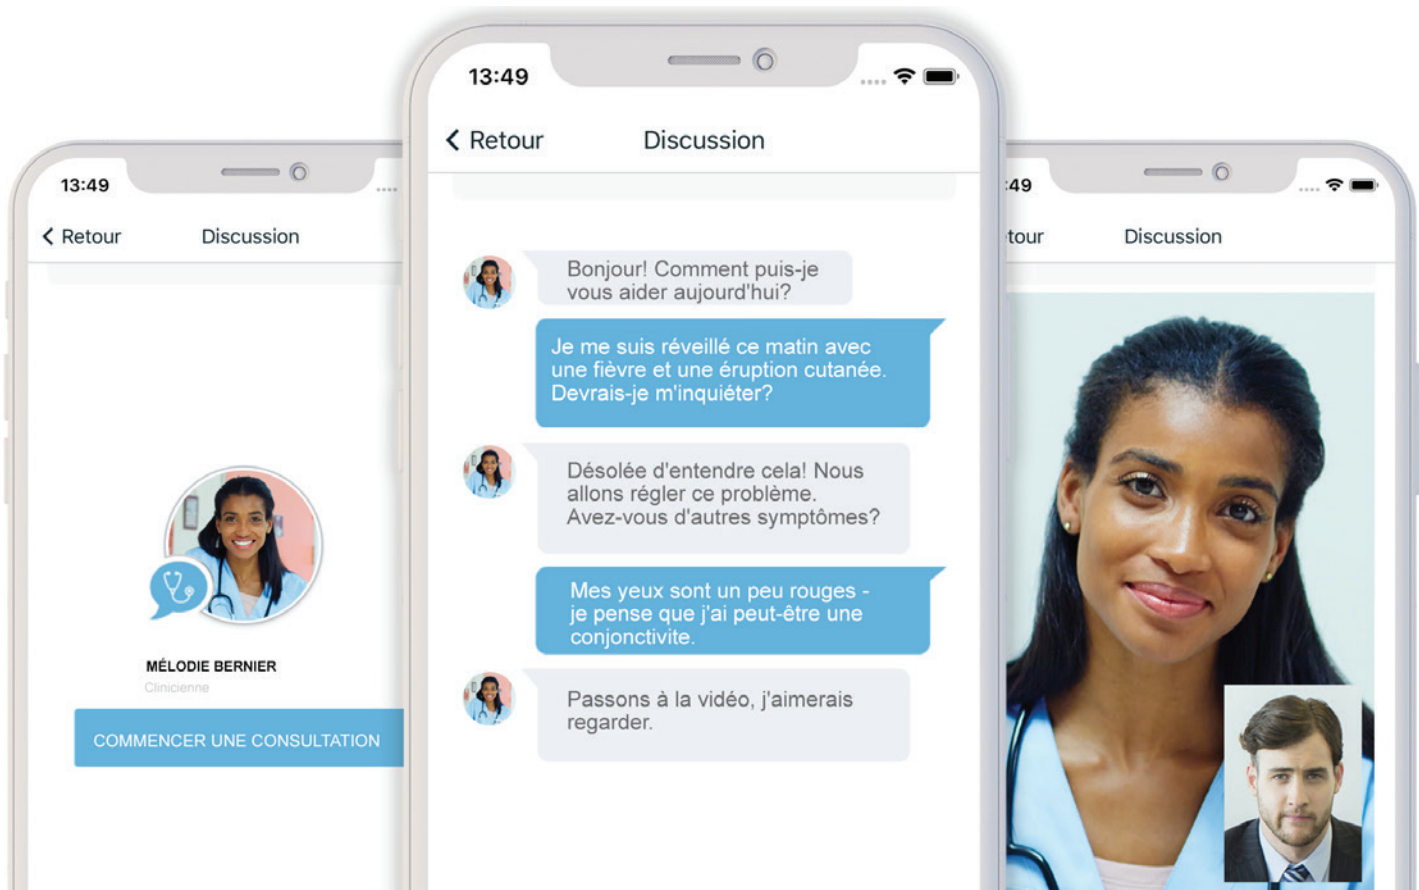 13:49
Retour
Discussion
MÉLODIE BERNIER
Clinicienne
COMMENCER UNE CONSULTATION
13:49
Retour
Discussion
Bonjour! Comment puis-je
vous aider aujourd'hui?
Je me suis réveillé ce matin avec
une fièvre et une éruption cutanée.
Devrais-je m'inquiéter?
Désolée d'entendre cela! Nous
allons régler ce problème.
Avez-vous d'autres symptômes?
Mes yeux sont un peu rouges -
je pense que j'ai peut-être une
conjonctivite.
Passons à la vidéo, j'aimerais
regarder.
:49
tour
Discussion